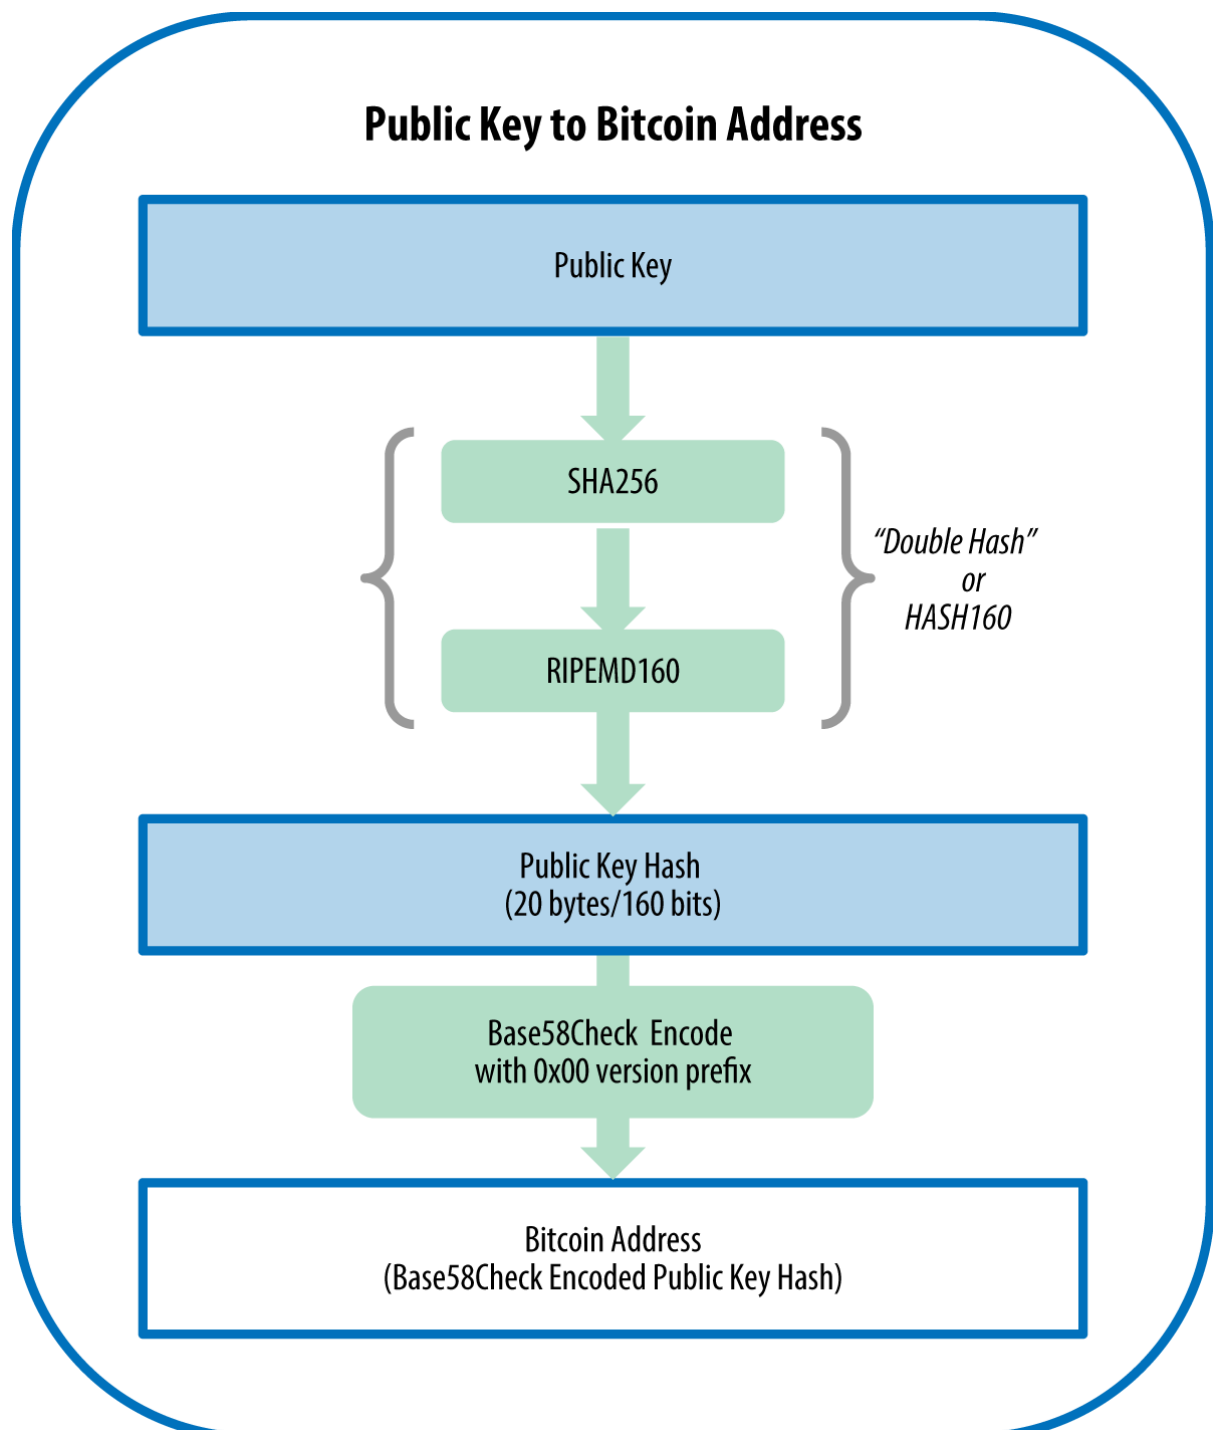 Public Key to Bitcoin Address
Public Key
SHA256
“Double Hash”
or
HASH160
RIPEMD160
Public Key Hash
(20 bytes/160 bits)
Base58Check Encode
with 0x00 version prefix
Bitcoin Address
(Base58Check Encoded Public Key Hash)